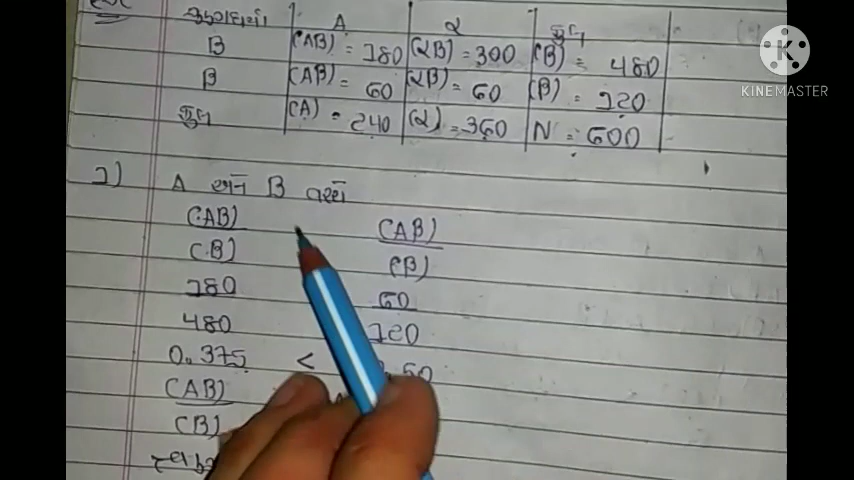 ગુણધર્મો A α
B (AB) = 180 (αB) = 300 (B) = 480
β (Aβ) = 60 (αβ) = 60 (β) = 120
કુલ (A) = 240 (α) = 360 N = 600
KINEMASTER
1) A અને B વચ્ચે
(AB) (Aβ)
(B) (β)
180 60
480 120
0.375 <
(AB)
(B)